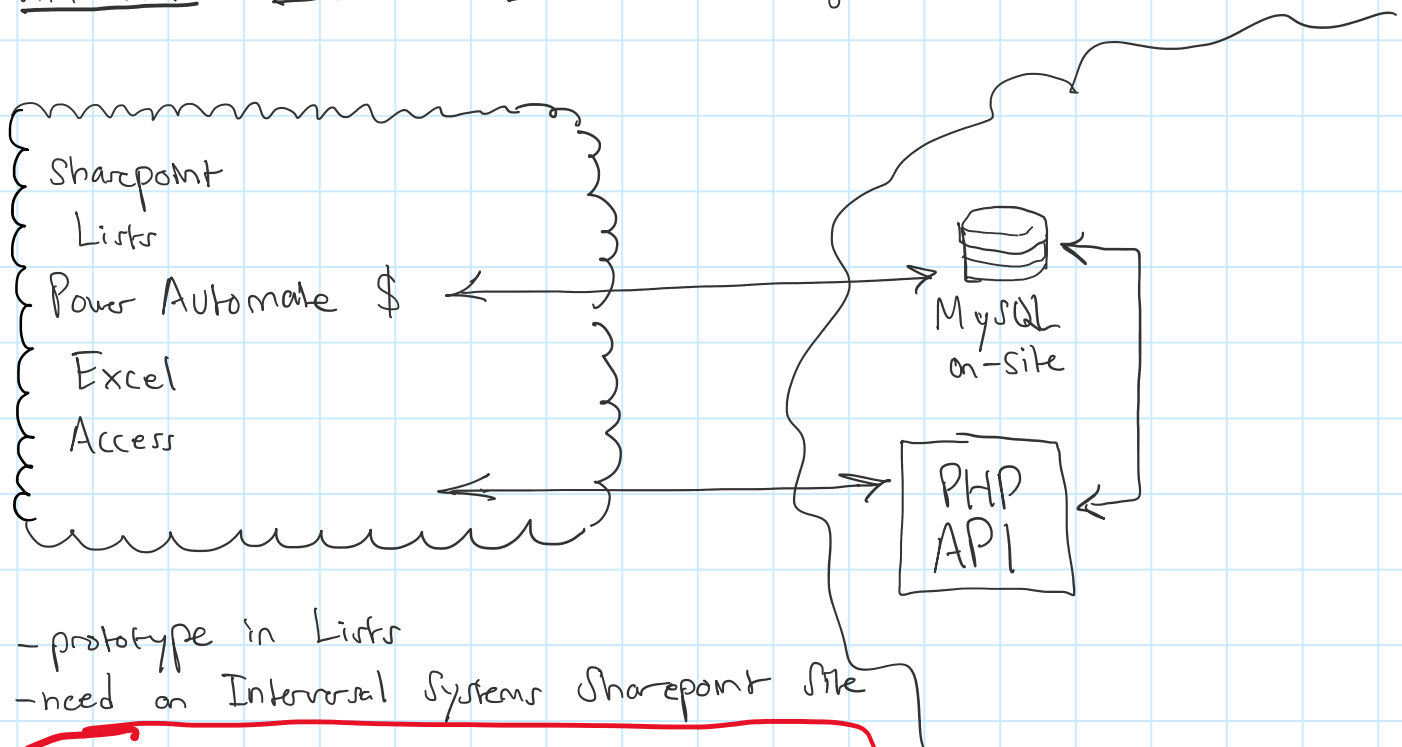 Sharepoint
Lists
Power Automate $
Excel
Access
MySQL
on-site
PHP
API
-prototype in Lists
-need an Systems Sharepoint Site